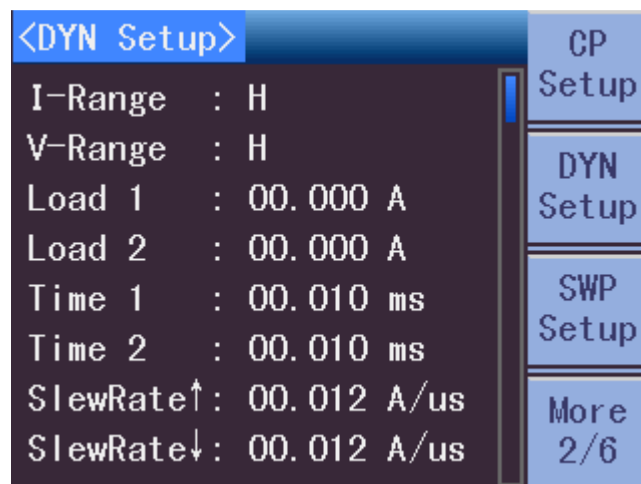 <DYN Setup>
I-Range : H
V-Range : H
Load 1 : 00.000 A
Load 2 : 00.000 A
Time 1 : 00.010 ms
Time 2 : 00.010 ms
SlewRate↑: 00.012 A/us
SlewRate↓: 00.012 A/us
CP
Setup
DYN
Setup
SWP
Setup
More
2/6